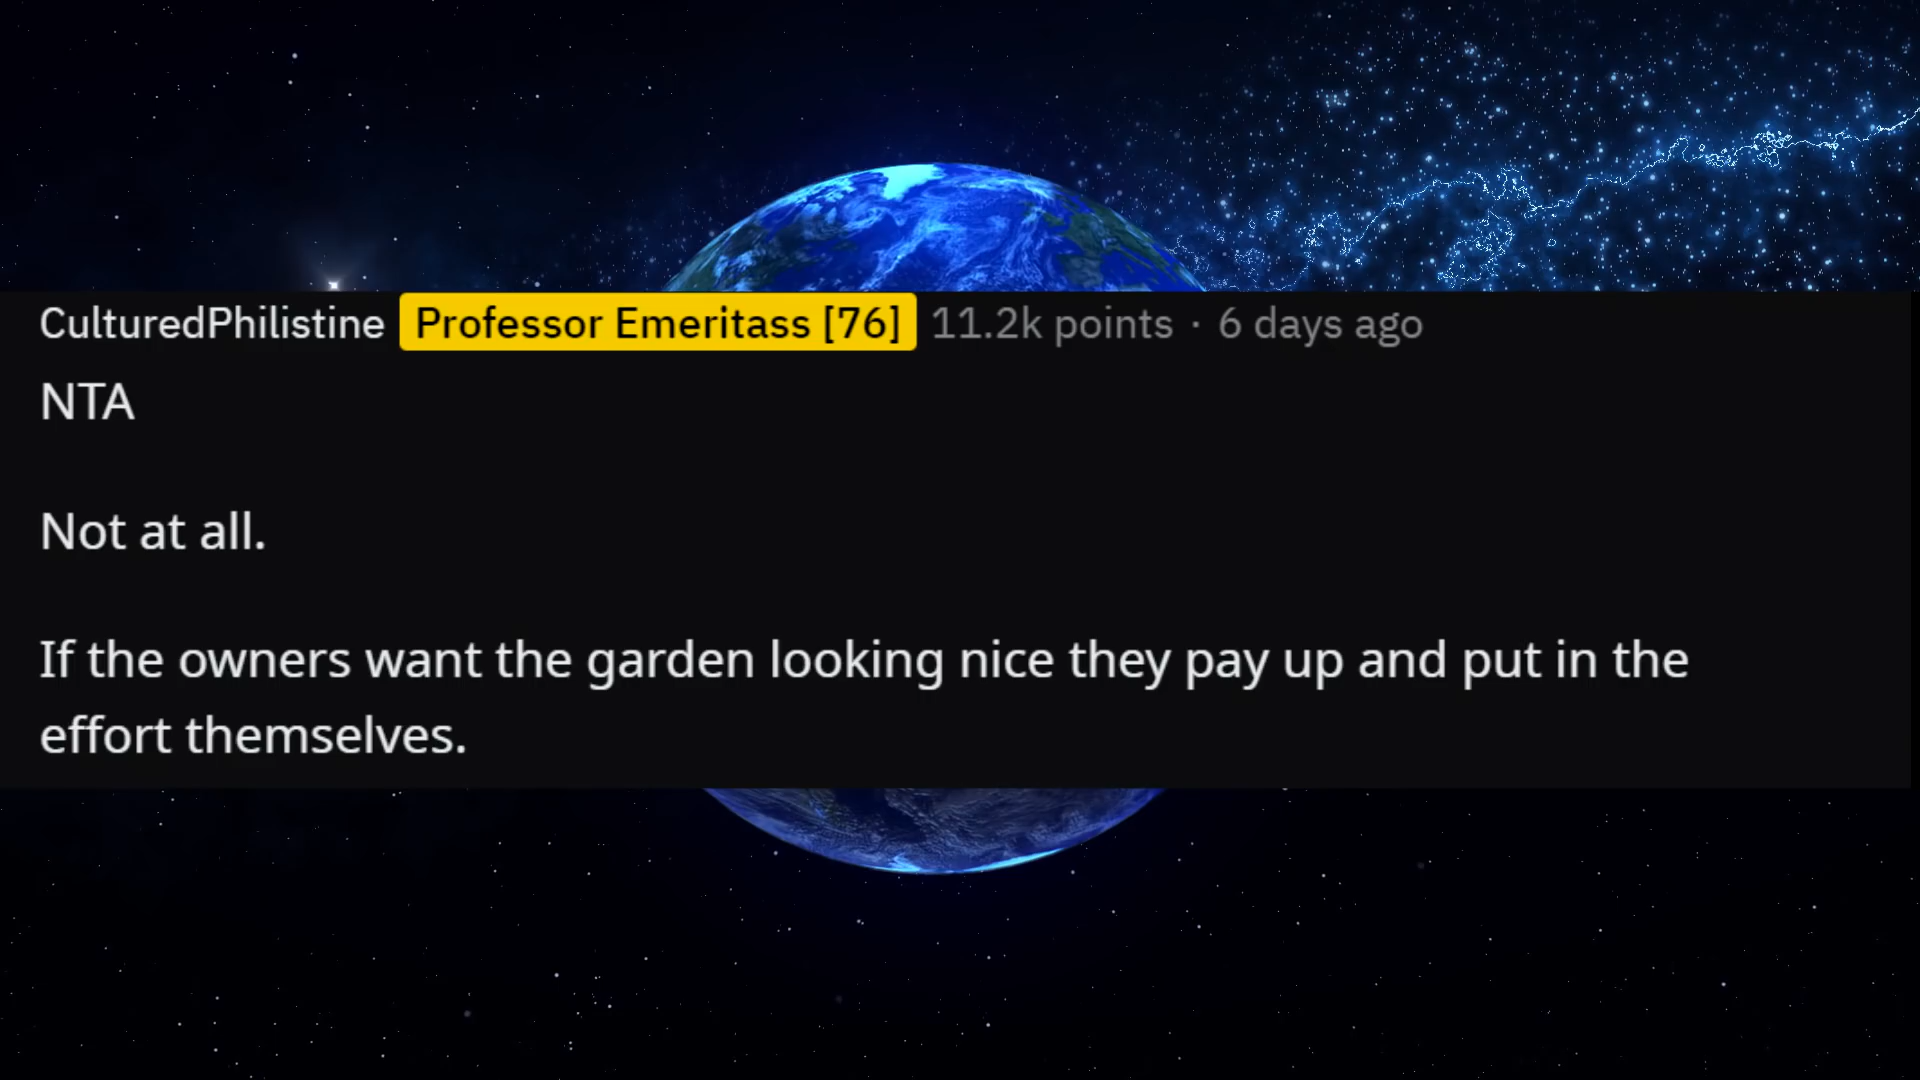 CulturedPhilistine Professor Emeritass [76] 11.2k points · 6 days ago
NTA
Not at all.
If the owners want the garden looking nice they pay up and put in the
effort themselves.